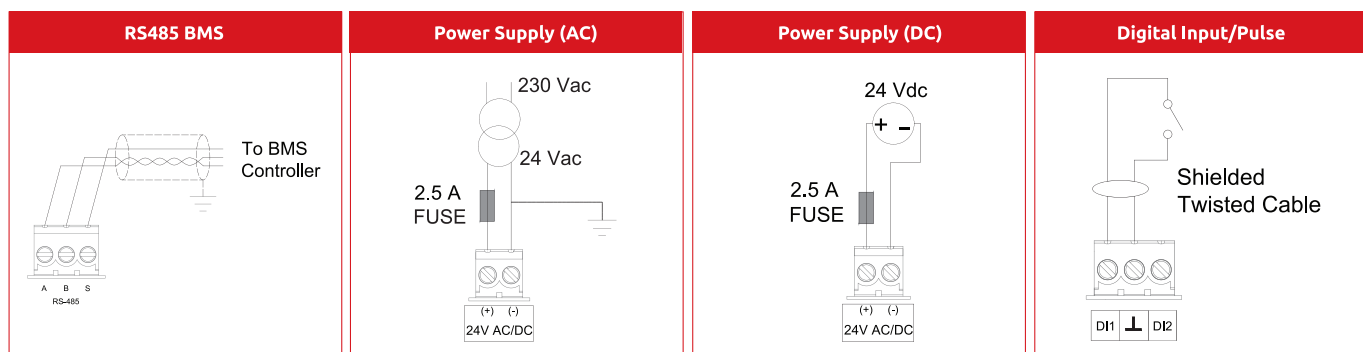 RS485 BMS
To BMS
Controller
A B S
RS-485
Power Supply (AC)
230 Vac
24 Vac
2.5 A
FUSE
(+) (-)
24V AC/DC
Power Supply (DC)
24 Vdc
+ -
2.5 A
FUSE
(+) (-)
24V AC/DC
Digital Input/Pulse
Shielded
Twisted Cable
DI1 DI2